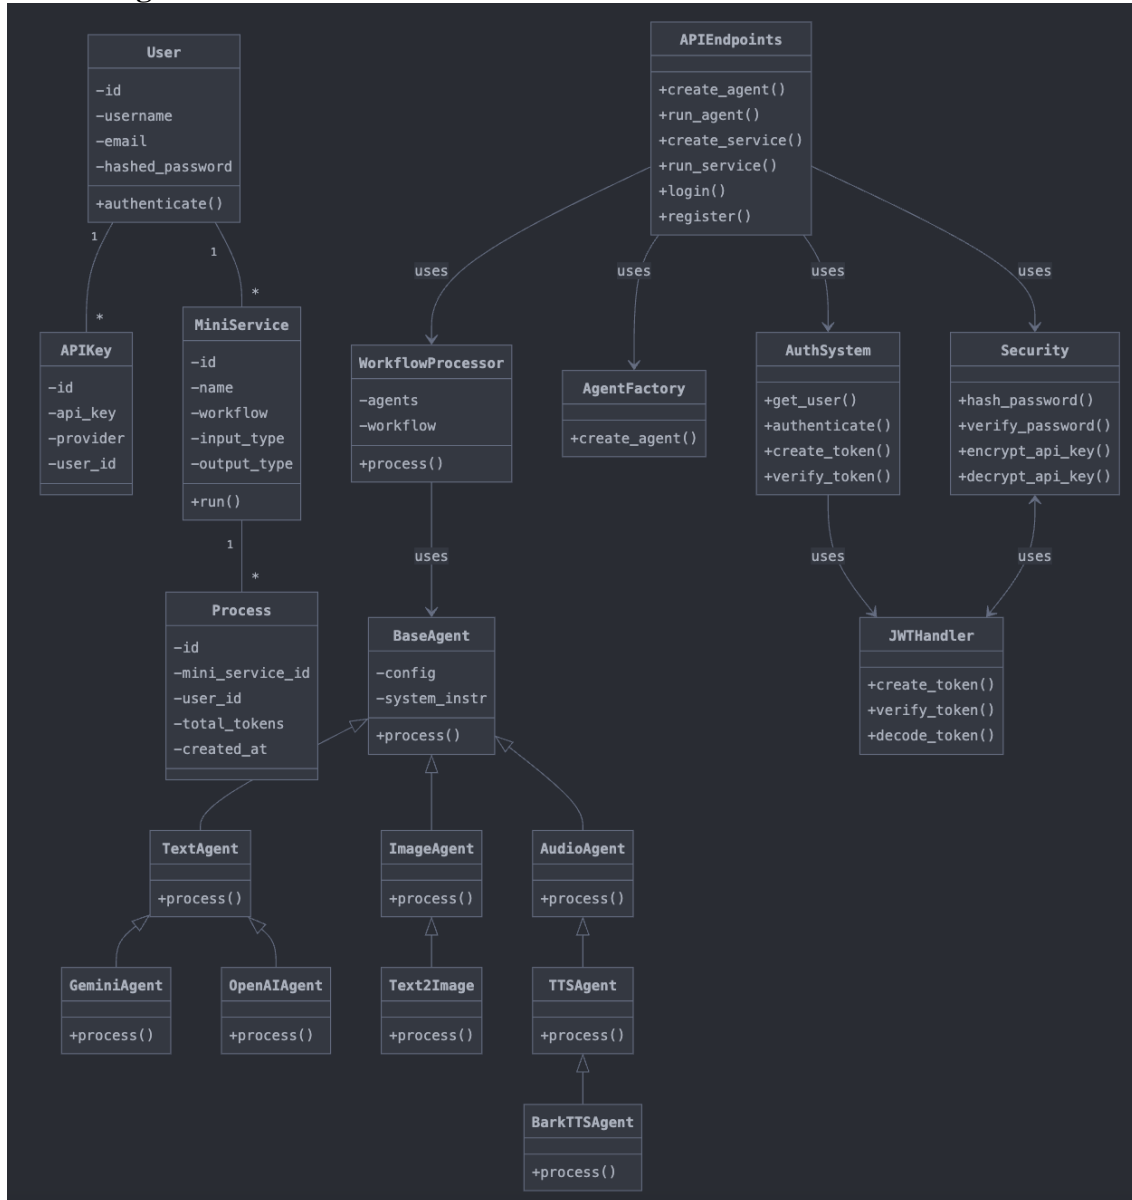 User
-id
-username
-email
-hashed_password
+authenticate()
1
*
1
*
APIKey
-id
-api_key
-provider
-user_id
MiniService
-id
-name
-workflow
-input_type
-output_type
+run()
1
*
Process
-id
-mini_service_id
-user_id
-total_tokens
-created_at
APIEndpoints
+create_agent()
+run_agent()
+create_service()
+run_service()
+login()
+register()
uses
uses
uses
uses
WorkflowProcessor
-agents
-workflow
+process()
AgentFactory
+create_agent()
AuthSystem
+get_user()
+authenticate()
+create_token()
+verify_token()
Security
+hash_password()
+verify_password()
+encrypt_api_key()
+decrypt_api_key()
uses
uses
uses
BaseAgent
-config
-system_instr
+process()
JWTHandler
+create_token()
+verify_token()
+decode_token()
TextAgent
+process()
ImageAgent
+process()
AudioAgent
+process()
GeminiAgent
+process()
OpenAIAgent
+process()
Text2Image
+process()
TTSAgent
+process()
BarkTTSAgent
+process()